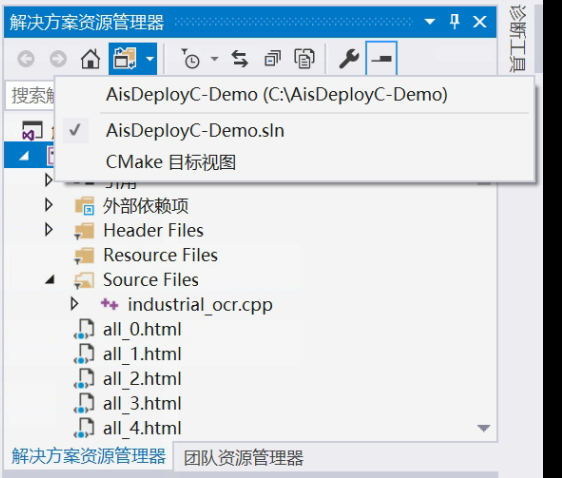 解决方案资源管理器
诊断工具
搜索解
AisDeployC-Demo (C:\AisDeployC-Demo)
AisDeployC-Demo.sln
CMake 目标视图
引用
外部依赖项
Header Files
Resource Files
Source Files
industrial_ocr.cpp
all_0.html
all_1.html
all_2.html
all_3.html
all_4.html
解决方案资源管理器
团队资源管理器